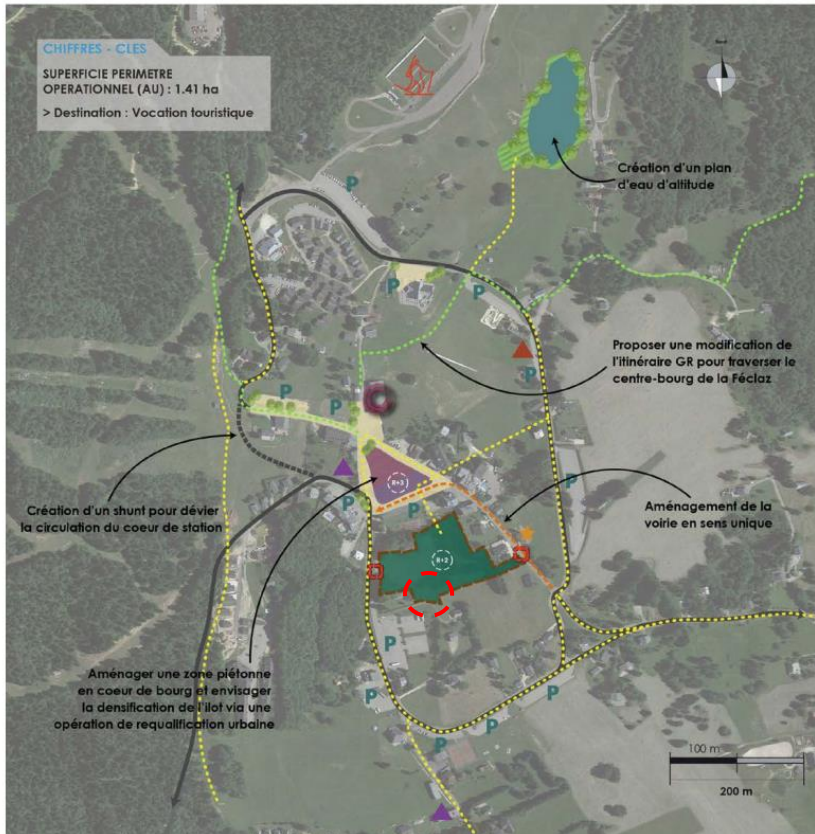 CHIFFRES - CLES
SUPERFICIE PERIMETRE
OPERATIONNEL (AU) : 1.41 ha
> Destination : Vocation touristique
Création d'un plan
d'eau d'altitude
P
P
P
Proposer une modification de
l'itinéraire GR pour traverser le
centre-bourg de la Féclaz
P
P
P
R+3
P
P
P
Création d'un shunt pour dévier
la circulation du coeur de station
Aménagement de la
voirie en sens unique
R+2
P
Aménager une zone piétonne
en coeur de bourg et envisager
la densification de l'ilot via une
opération de requalification urbaine
P
P
P
P
P
100 m
200 m